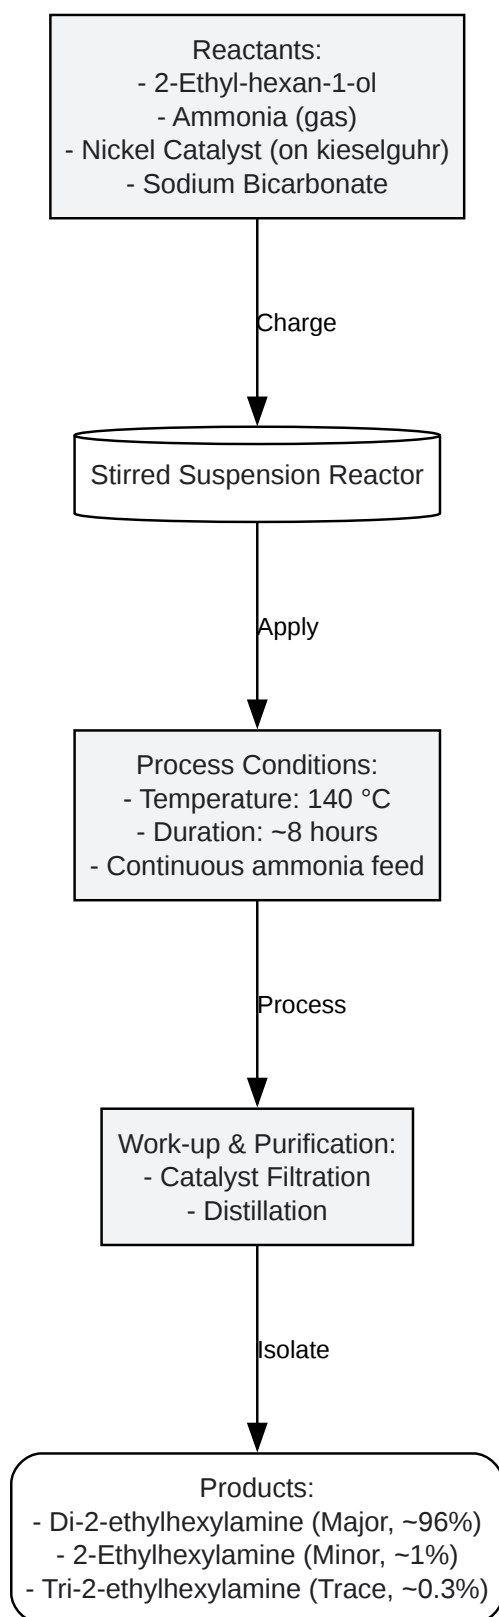 Reactants:
- 2-Ethyl-hexan-1-ol
- Ammonia (gas)
- Nickel Catalyst (on kieselguhr)
- Sodium Bicarbonate
Charge
Stirred Suspension Reactor
Apply
Process Conditions:
- Temperature: 140 °C
- Duration: ~8 hours
- Continuous ammonia feed
Process
Work-up & Purification:
- Catalyst Filtration
- Distillation
Isolate
Products:
- Di-2-ethylhexylamine (Major, ~96%)
- 2-Ethylhexylamine (Minor, ~1%)
- Tri-2-ethylhexylamine (Trace, ~0.3%)